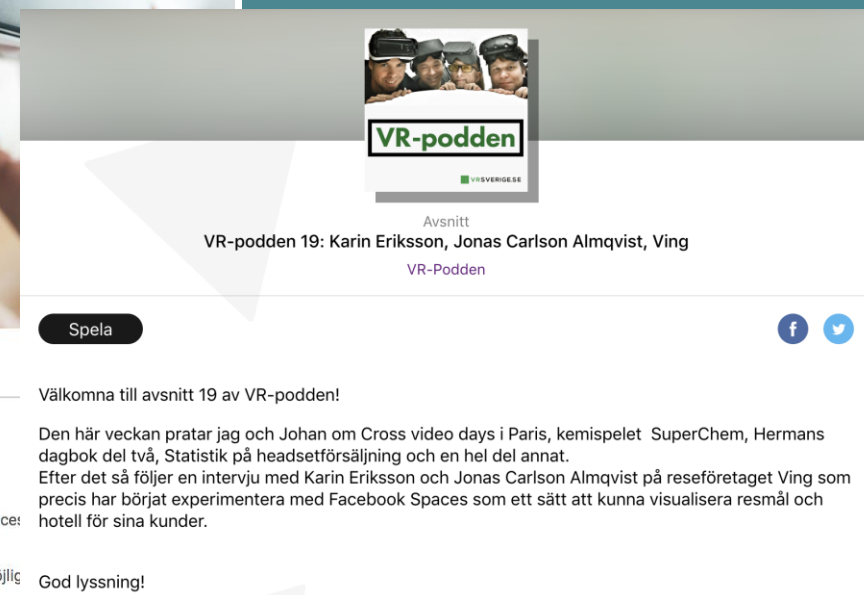 VR-podden
VRSVERIGE.SE
Avsnitt
VR-podden 19: Karin Eriksson, Jonas Carlson Almqvist, Ving
VR-Podden
Spela
Välkomna till avsnitt 19 av VR-podden!
Den här veckan pratar jag och Johan om Cross video days i Paris, kemispelet  SuperChem, Hermans
dagbok del två, Statistik på headsetförsäljning och en hel del annat.
Efter det så följer en intervju med Karin Eriksson och Jonas Carlson Almqvist på reseföretaget Ving som
precis har börjat experimentera med Facebook Spaces som ett sätt att kunna visualisera resmål och
hotell för sina kunder.
God lyssning!